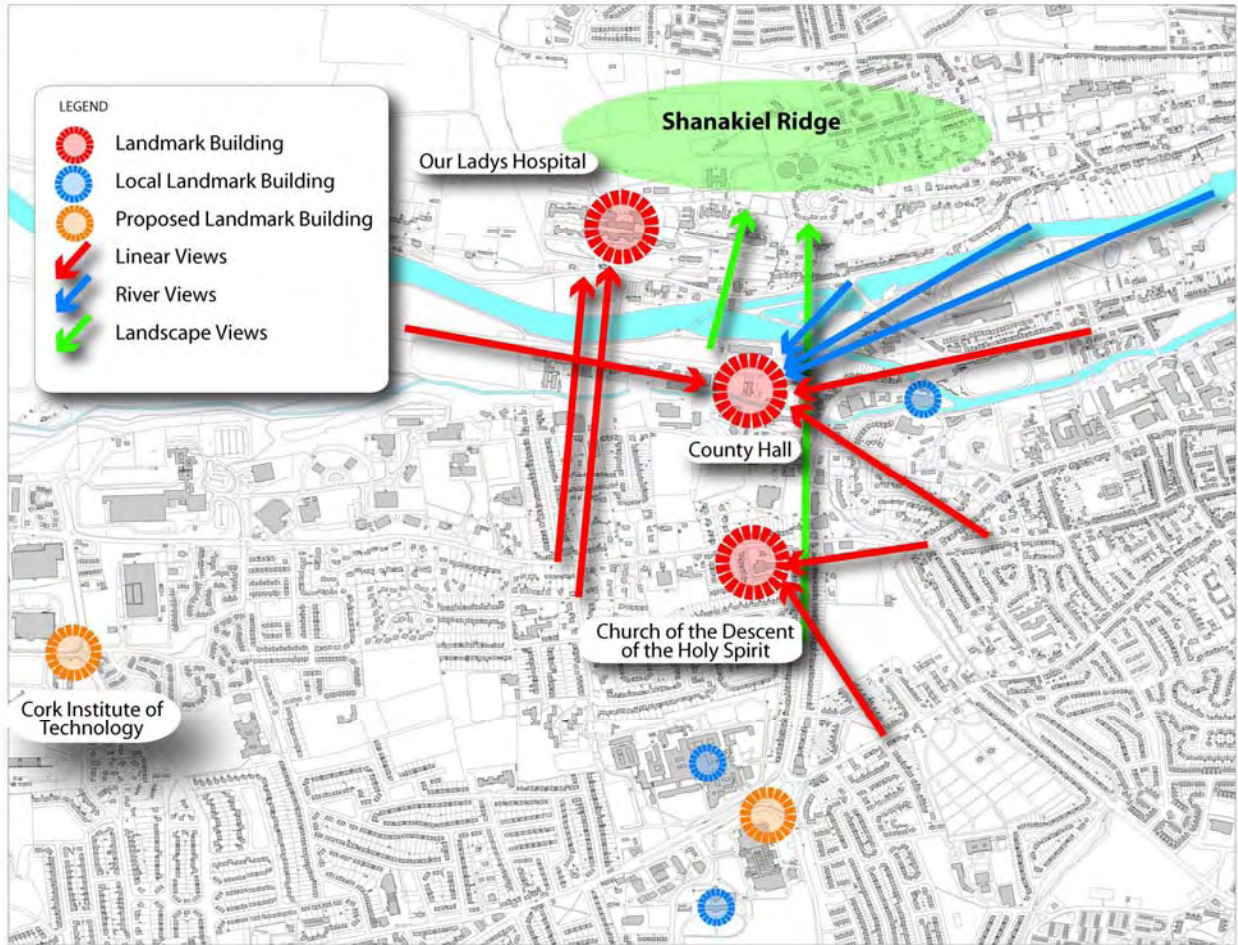 LEGEND
Landmark Building
Local Landmark Building
Proposed Landmark Building
Linear Views
River Views
Landscape Views
Shanakiel Ridge
Our Ladys Hospital
County Hall
Church of the Descent
of the Holy Spirit
Cork Institute of
Technology